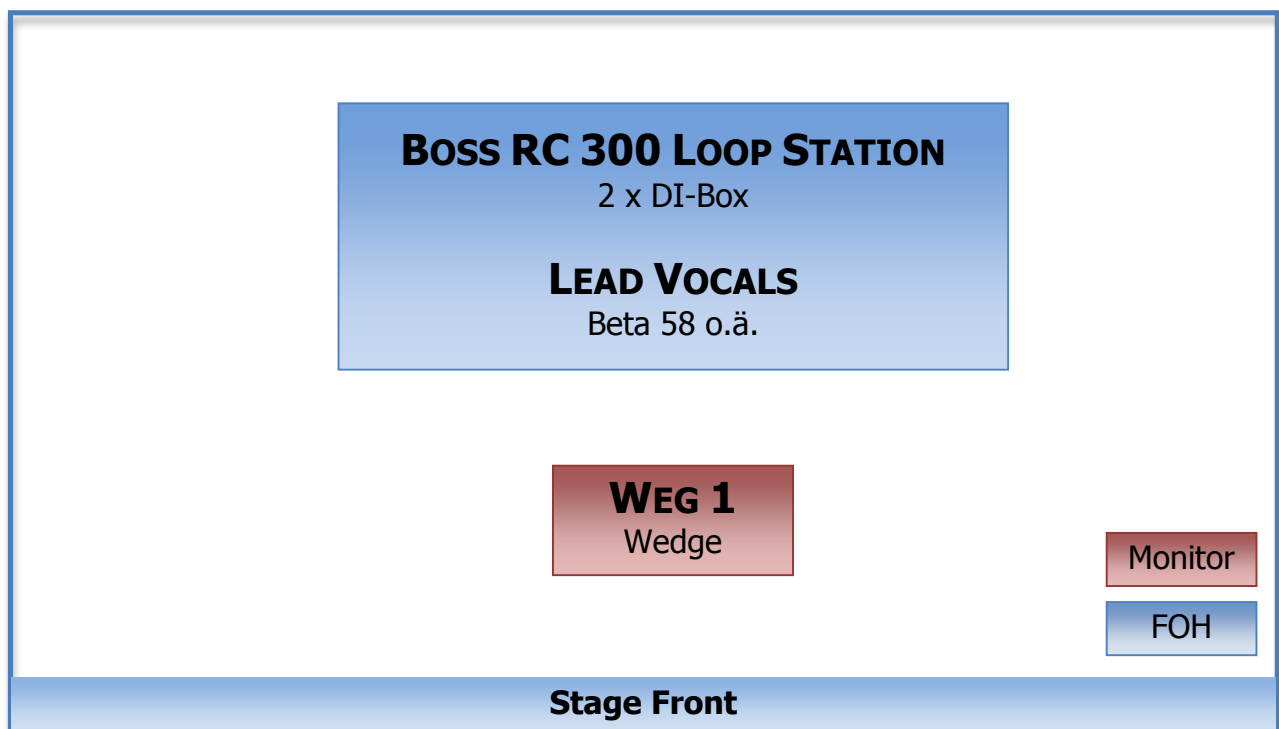 BOSS RC 300 LOOP STATION
2 x DI-Box
LEAD VOCALS
Beta 58 o.ä.
WEG 1
Wedge
Monitor
FOH
Stage Front